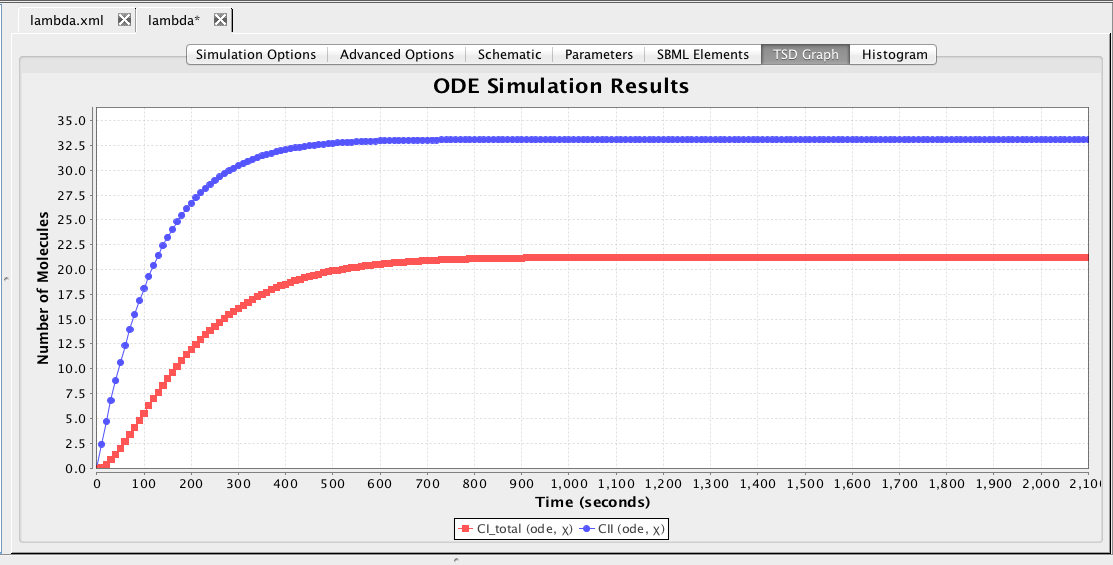 lambda.xml lambda*
Simulation Options Advanced Options Schematic Parameters SBML Elements TSD Graph Histogram
ODE Simulation Results
Number of Molecules
35.0
32.5
30.0
27.5
25.0
22.5
20.0
17.5
15.0
12.5
10.0
7.5
5.0
2.5
0.0
0 100 200 300 400 500 600 700 800 900 1,000 1,100 1,200 1,300 1,400 1,500 1,600 1,700 1,800 1,900 2,000 2,100
Time (seconds)
CI_total (ode, χ) CII (ode, χ)